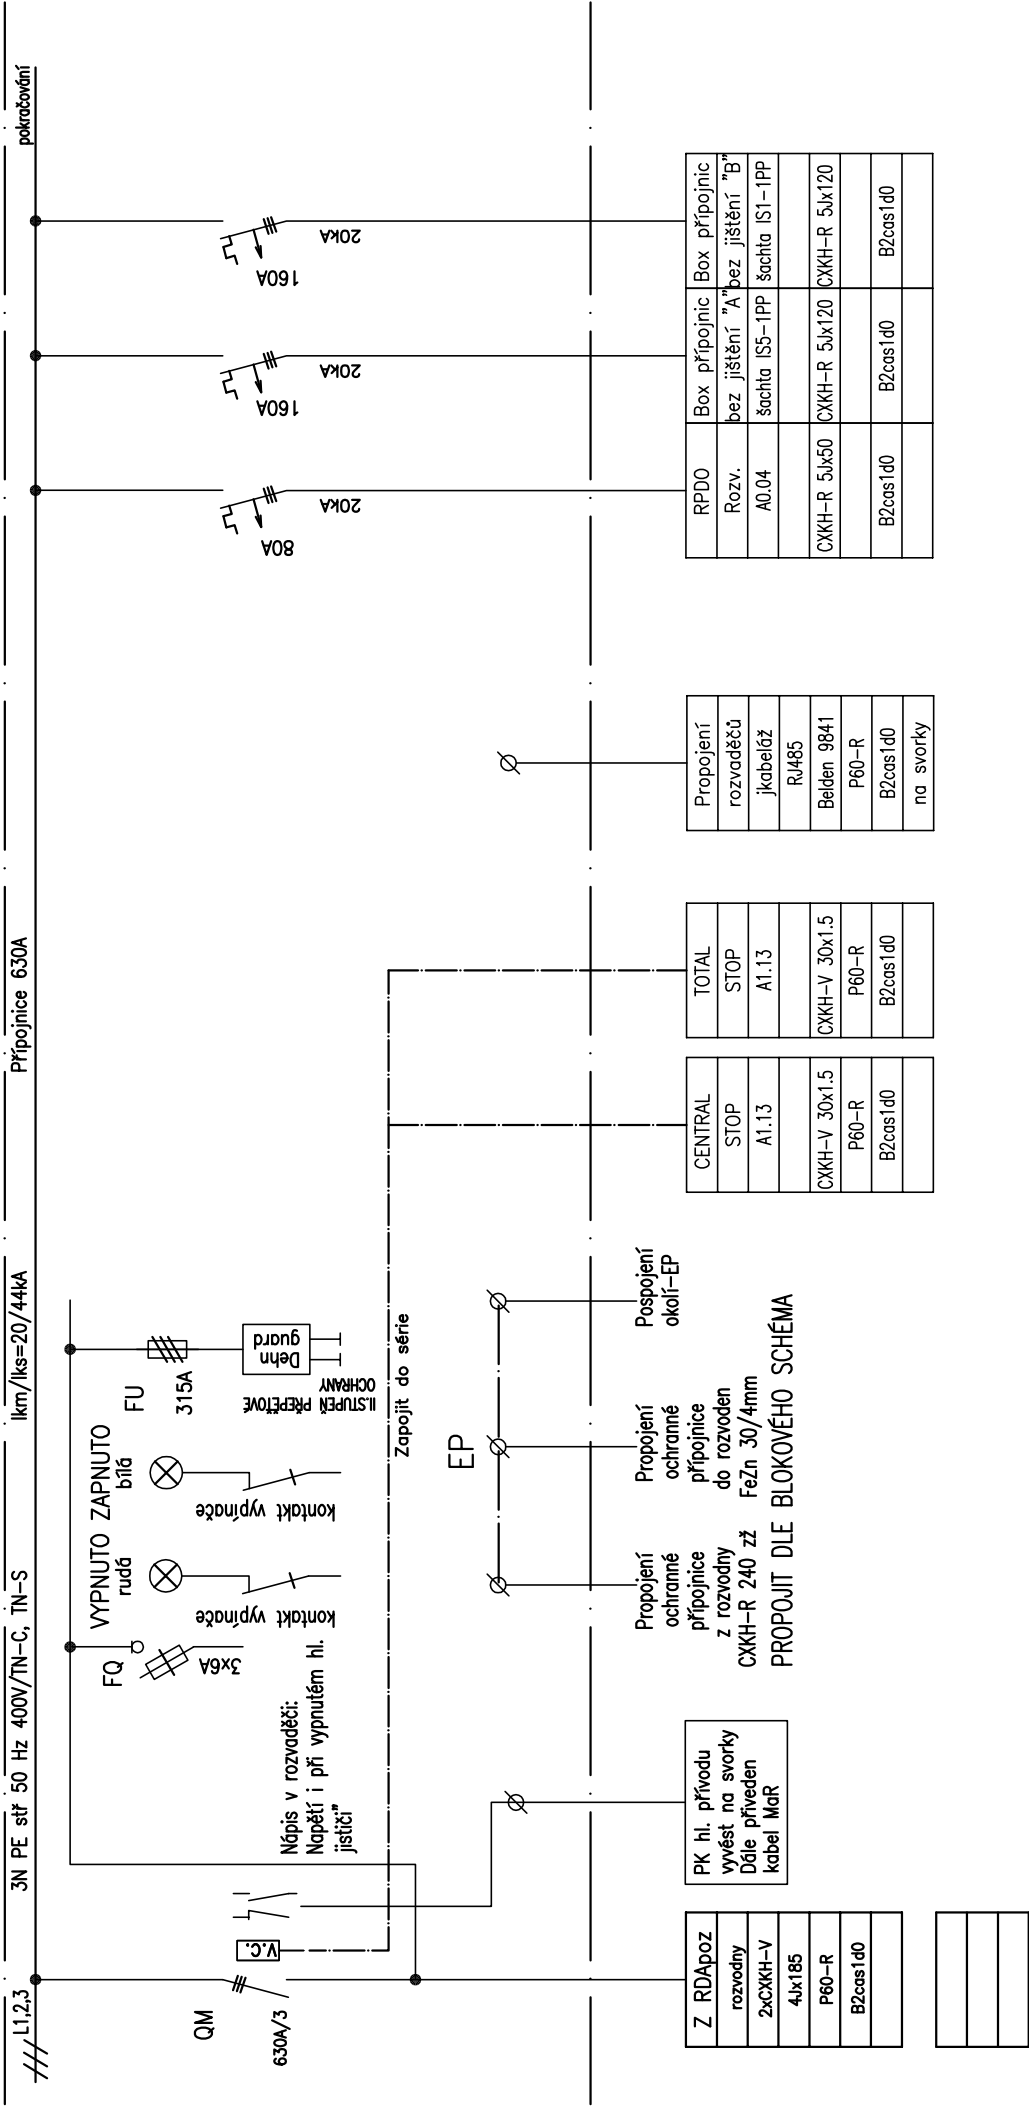 L1,2,3
3N PE stř 50 Hz 400V/TN-C, TN-S
Ikm/Iks=20/44kA
Přípojnice 630A
pokračování
QM
630A/3
V.C.
FQ
3x6A
Nápis v rozvaděči:
Napětí i při vypnutém hl.
jističi"
VYPNUTO
rudá
kontakt vypínače
ZAPNUTO
bílá
kontakt vypínače
FU
315A
Dehn
guard
II.STUPEŇ PŘEPĚŤOVÉ
OCHRANY
Zapojit do série
80A
20kA
160A
20kA
160A
20kA
EP
Propojení
ochranné
přípojnice
z rozvodny
CXKH-R 240 zž
Propojení
ochranné
přípojnice
do rozvoden
FeZn 30/4mm
Pospojení
okolí-EP
PROPOJIT DLE BLOKOVÉHO SCHÉMA
Z RDApoz
rozvodny
2xCXKH-V
4Jx185
P60-R
B2cas1d0
PK hl. přívodu
vyvést na svorky
Dále přiveden
kabel MaR
CENTRAL
STOP
A1.13
CXKH-V 30x1.5
P60-R
B2cas1d0
TOTAL
STOP
A1.13
CXKH-V 30x1.5
P60-R
B2cas1d0
Propojení
rozvaděčů
jkabeláž
RJ485
Belden 9841
P60-R
B2cas1d0
na svorky
RPDO
Rozv.
A0.04
CXKH-R 5Jx50
B2cas1d0
Box přípojnic
bez jištění "A"
šachta IS5-1PP
CXKH-R 5Jx120
B2cas1d0
Box přípojnic
bez jištění "B"
šachta IS1-1PP
CXKH-R 5Jx120
B2cas1d0